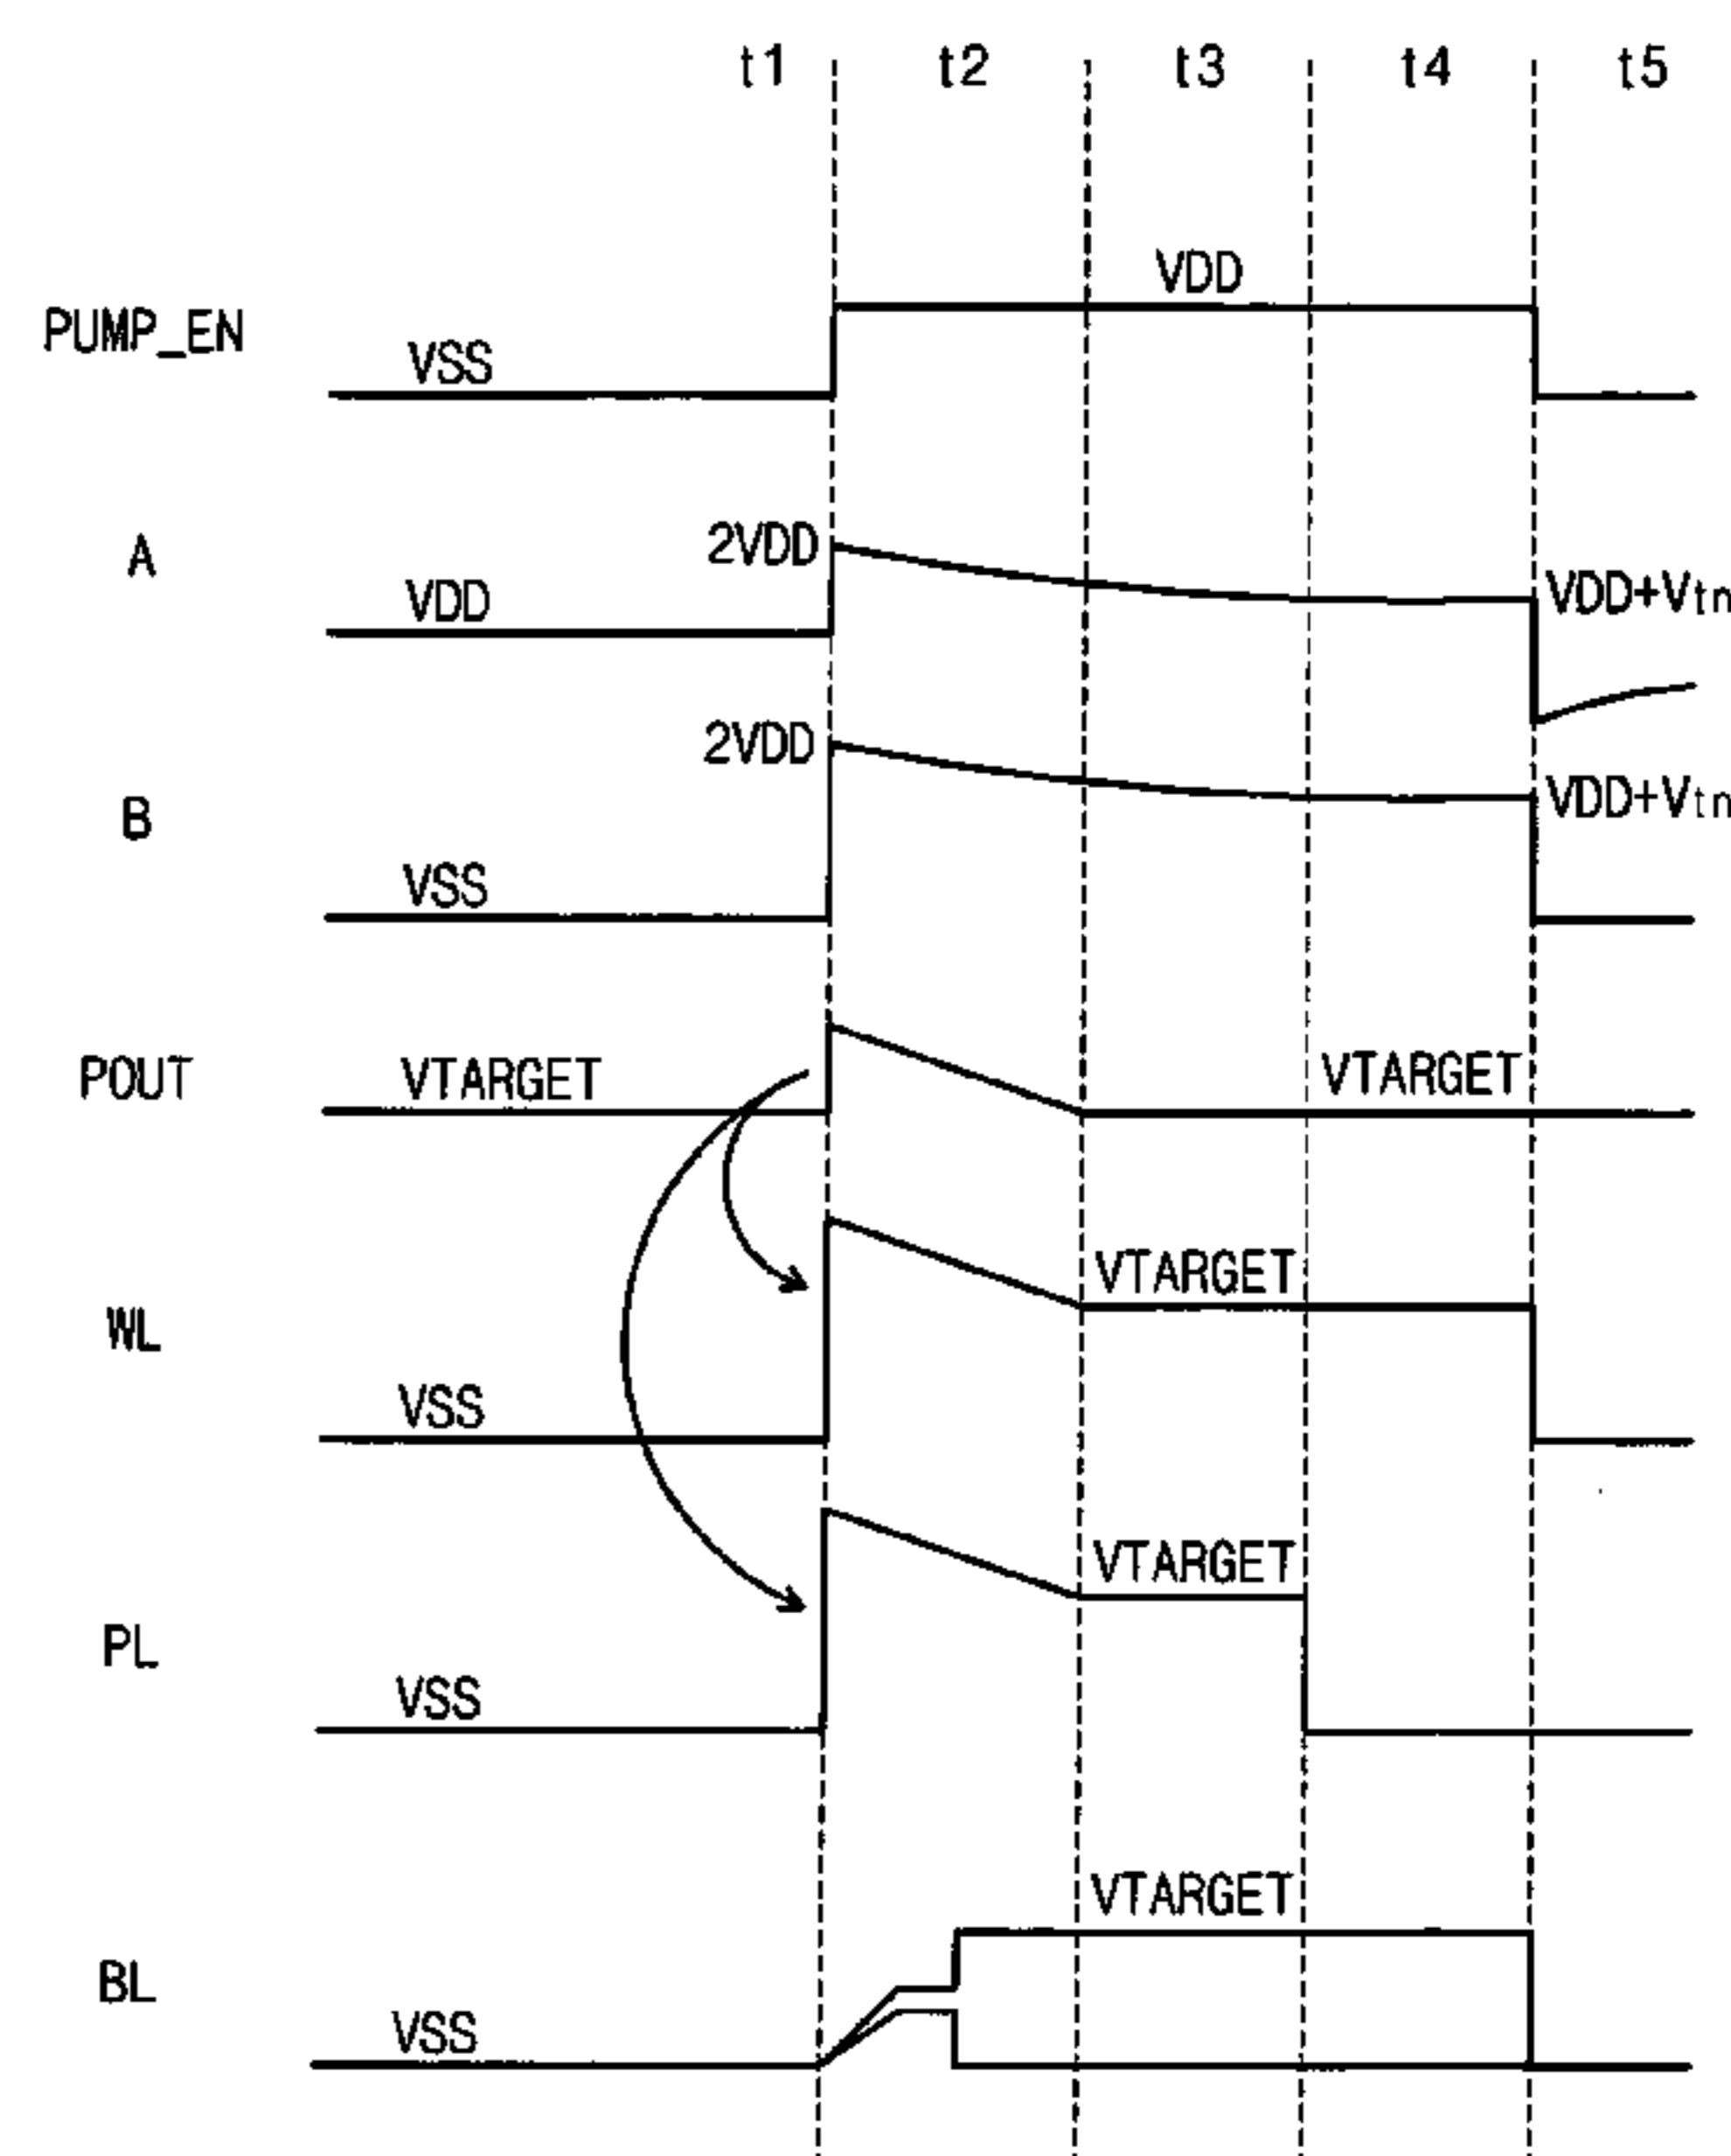 t1 t2 t3 t4 t5
VDD
PUMP_EN
VSS
2VDD
A
VDD
VDD+Vtn
2VDD
B
VDD+Vtn
VSS
POUT
VTARGET
VTARGET
VTARGET
WL
VSS
VTARGET
PL
VSS
VTARGET
BL
VSS